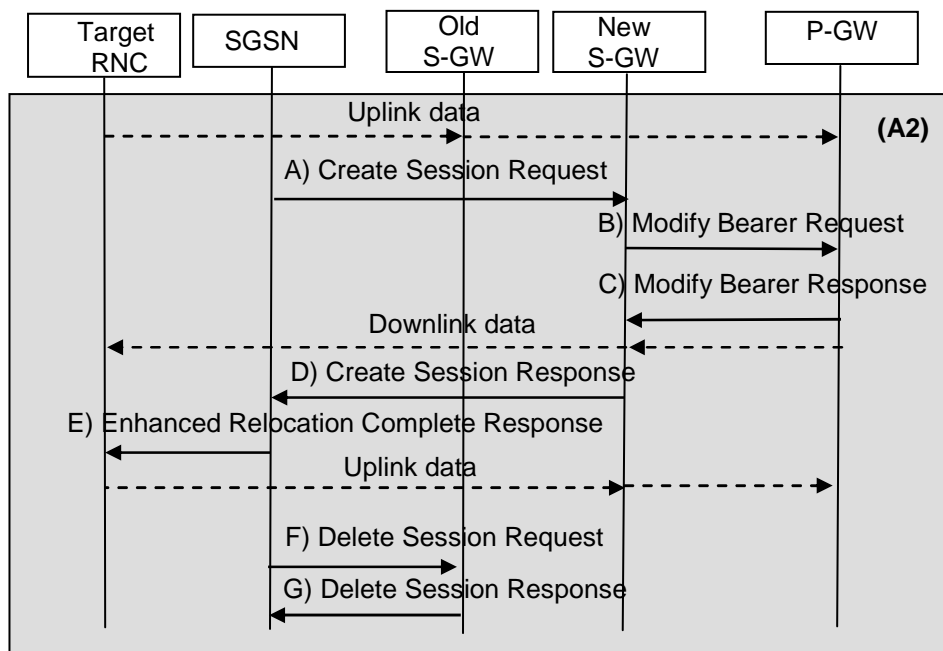 Target
RNC
SGSN
Old
S-GW
New
S-GW
P-GW
Uplink data
(A2)
A) Create Session Request
B) Modify Bearer Request
C) Modify Bearer Response
Downlink data
D) Create Session Response
E) Enhanced Relocation Complete Response
Uplink data
F) Delete Session Request
G) Delete Session Response